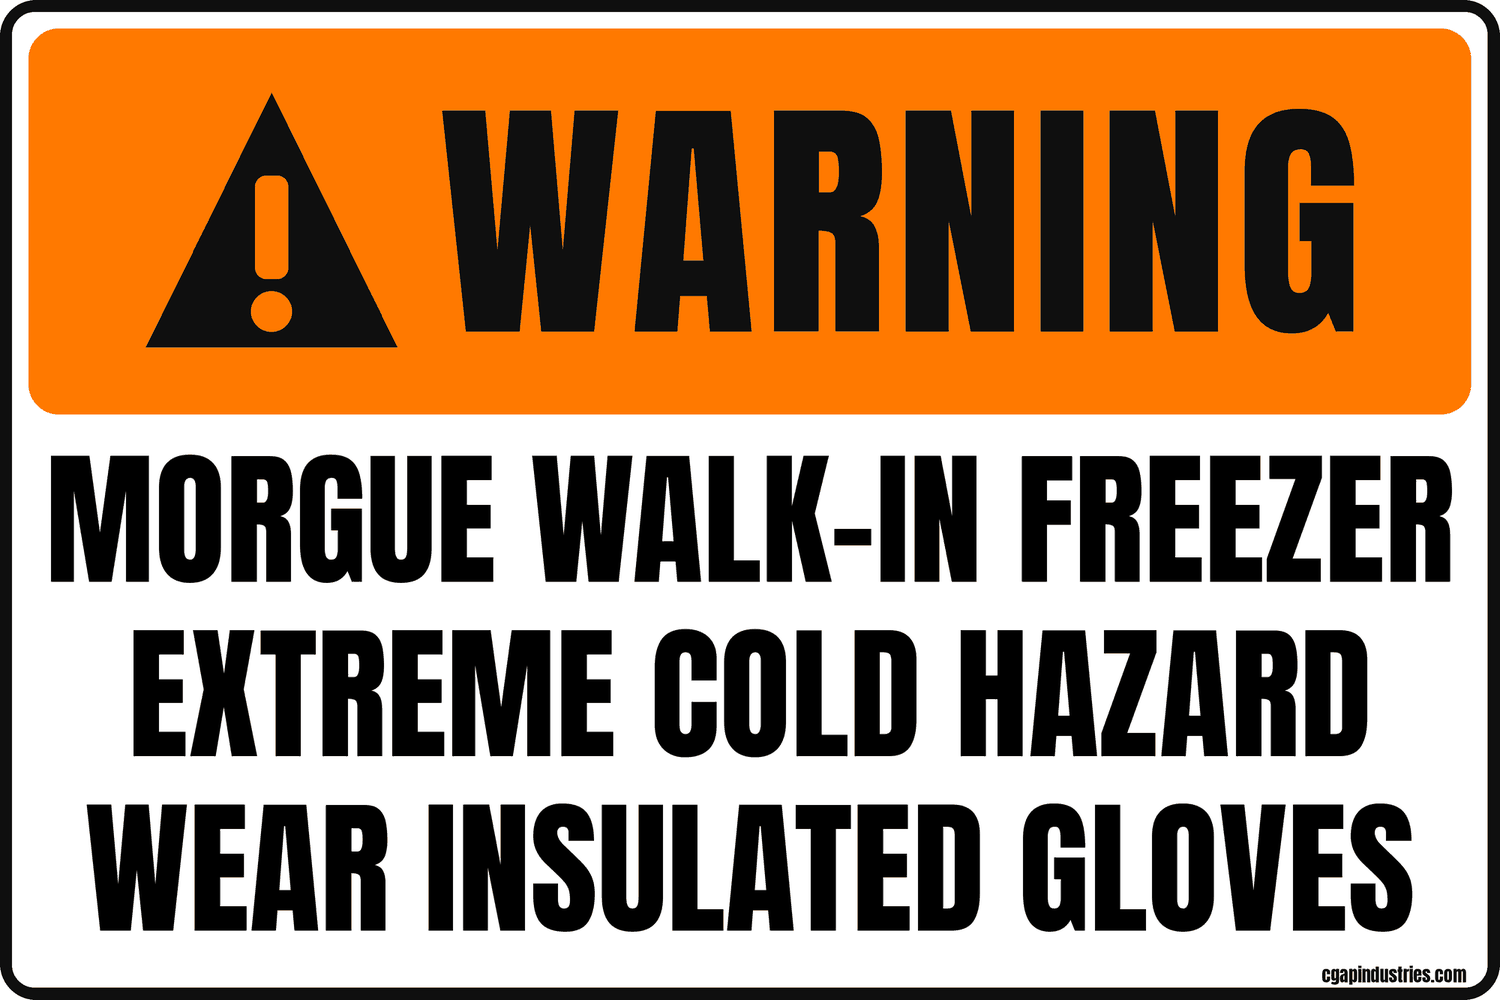 WARNING
MORGUE WALK-IN FREEZER
EXTREME COLD HAZARD
WEAR INSULATED GLOVES
cgapindustries.com